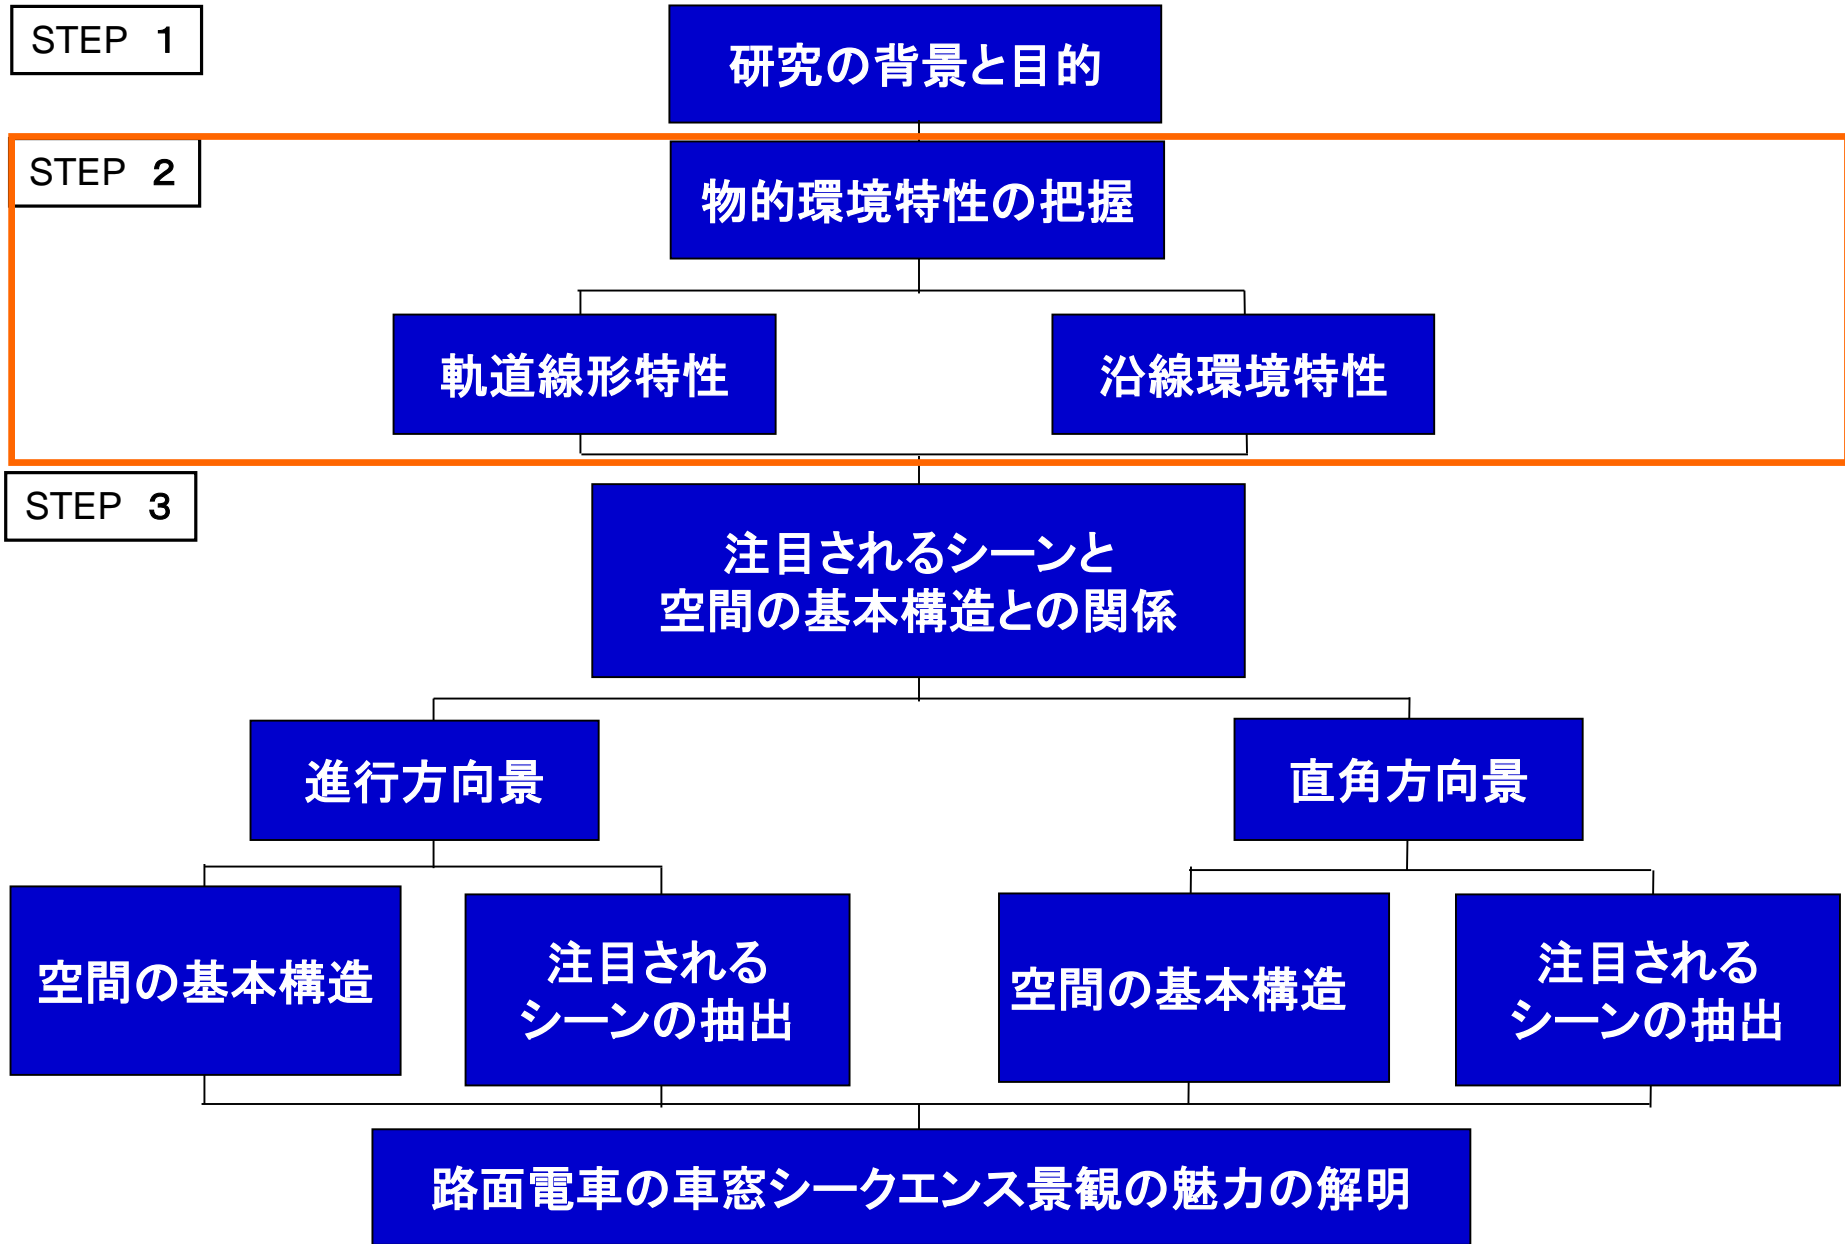 STEP 1
研究の背景と目的
STEP 2
物的環境特性の把握
軌道線形特性
沿線環境特性
STEP 3
注目されるシーンと
空間の基本構造との関係
進行方向景
直角方向景
空間の基本構造
注目される
シーンの抽出
空間の基本構造
注目される
シーンの抽出
路面電車の車窓シークエンス景観の魅力の解明